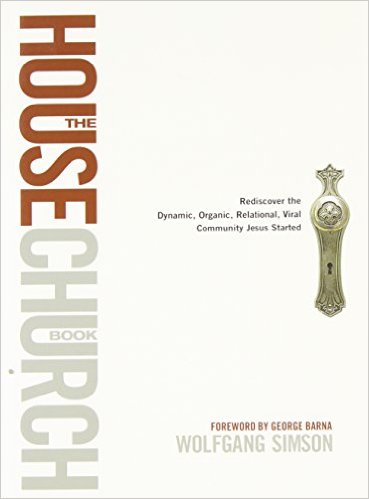 THE
HOUSE
CHURCH
BOOK
Rediscover the
Dynamic, Organic, Relational, Viral
Community Jesus Started
FOREWORD BY GEORGE BARNA
WOLFGANG SIMSON